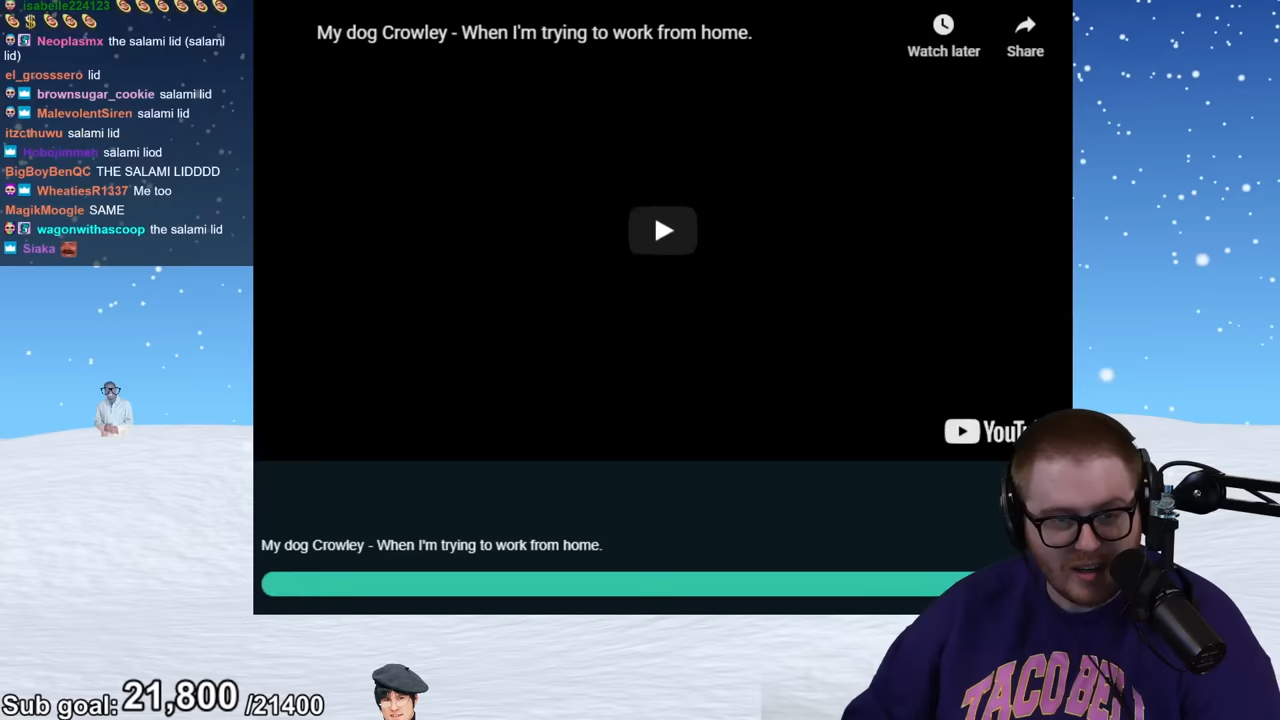 isabelle224123
Neoplasmx the salami lid (salami
lid)
el_grosssero lid
brownsugar_cookie salami lid
MalevolentSiren salami lid
itzcthuwu salami lid
salami liod
BigBoyBenQC THE SALAMI LIDDDD
WheatiesR1337 Me too
MagikMoogle SAME
wagonwithascoop the salami lid
Siaka
My dog Crowley - When I'm trying to work from home.
Watch later
Share
My dog Crowley - When I'm trying to work from home.
TACO BELL
Sub goal: 21,800 /21400